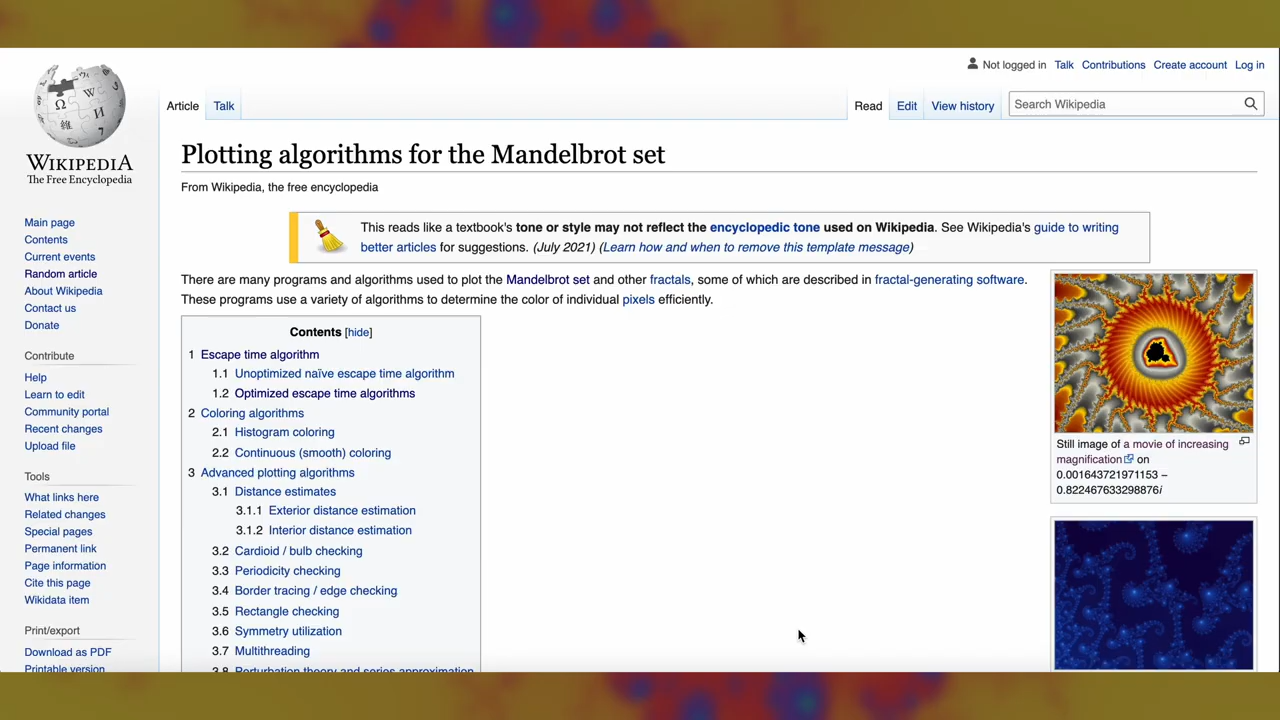 Not logged in Talk Contributions Create account Log in
Article Talk Read Edit View history Search Wikipedia
WIKIPEDIA
The Free Encyclopedia
Main page
Contents
Current events
Random article
About Wikipedia
Contact us
Donate
Contribute
Help
Learn to edit
Community portal
Recent changes
Upload file
Tools
What links here
Related changes
Special pages
Permanent link
Page information
Cite this page
Wikidata item
Print/export
Download as PDF
Printable version
Plotting algorithms for the Mandelbrot set
From Wikipedia, the free encyclopedia
This reads like a textbook's tone or style may not reflect the encyclopedic tone used on Wikipedia. See Wikipedia's guide to writing
better articles for suggestions. (July 2021) (Learn how and when to remove this template message)
There are many programs and algorithms used to plot the Mandelbrot set and other fractals, some of which are described in fractal-generating software.
These programs use a variety of algorithms to determine the color of individual pixels efficiently.
Contents [hide]
1 Escape time algorithm
1.1 Unoptimized naïve escape time algorithm
1.2 Optimized escape time algorithms
2 Coloring algorithms
2.1 Histogram coloring
2.2 Continuous (smooth) coloring
3 Advanced plotting algorithms
3.1 Distance estimates
3.1.1 Exterior distance estimation
3.1.2 Interior distance estimation
3.2 Cardioid / bulb checking
3.3 Periodicity checking
3.4 Border tracing / edge checking
3.5 Rectangle checking
3.6 Symmetry utilization
3.7 Multithreading
3.8 Perturbation theory and series approximation
Still image of a movie of increasing
magnification on
0.001643721971153 −
0.822467633298876i